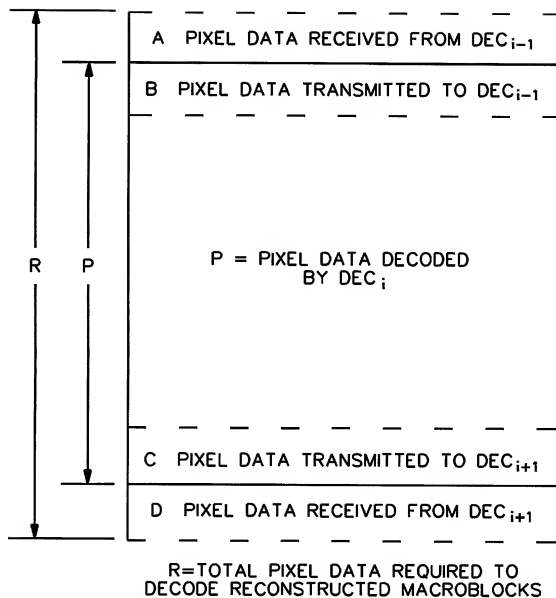 A PIXEL DATA RECEIVED FROM DECi-1
B PIXEL DATA TRANSMITTED TO DECi-1
R
P
P = PIXEL DATA DECODED
BY DECi
C PIXEL DATA TRANSMITTED TO DECi+1
D PIXEL DATA RECEIVED FROM DECi+1
R=TOTAL PIXEL DATA REQUIRED TO
DECODE RECONSTRUCTED MACROBLOCKS